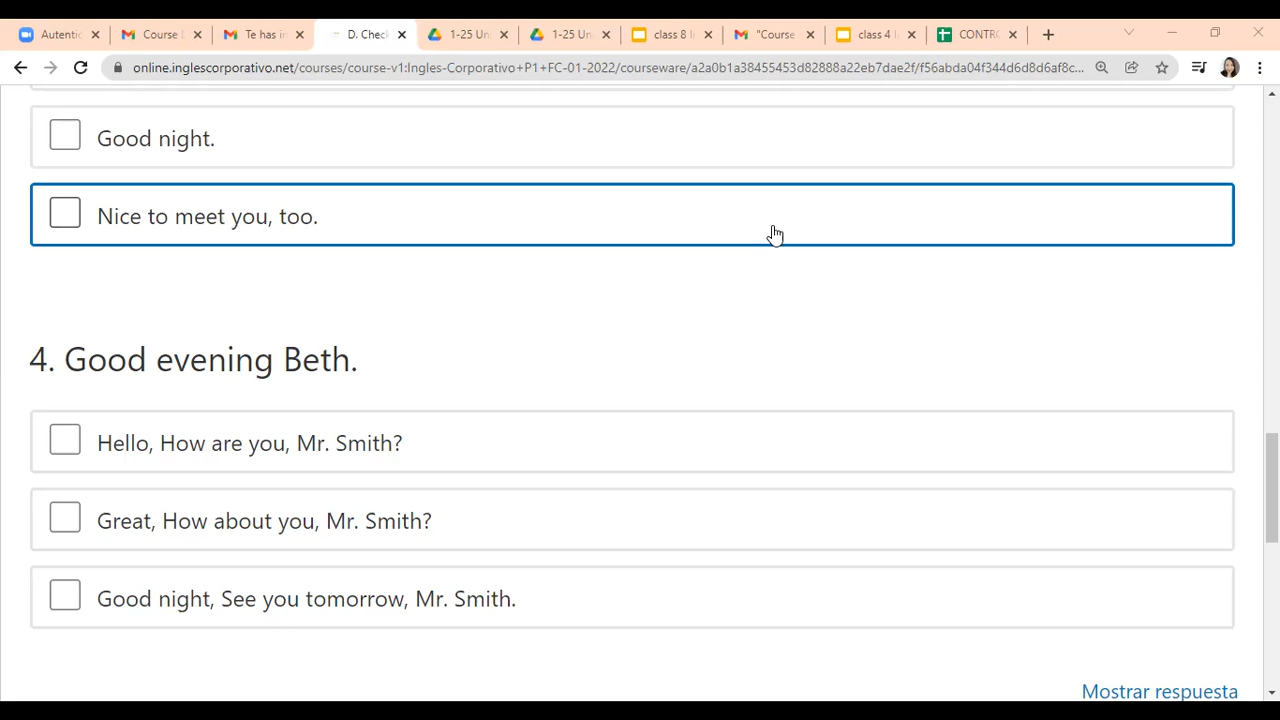 Autentic
Course B
Te has in
D. Check
1-25 Un
1-25 Un
class 8 I
"Course
class 4 I
CONTRO
online.inglescorporativo.net/courses/course-v1:Ingles-Corporativo+P1+FC-01-2022/courseware/a2a0b1a38455453d82888a22eb7dae2f/f56abda04f344d6d8d6af8c...
Good night.
Nice to meet you, too.
4. Good evening Beth.
Hello, How are you, Mr. Smith?
Great, How about you, Mr. Smith?
Good night, See you tomorrow, Mr. Smith.
Mostrar respuesta